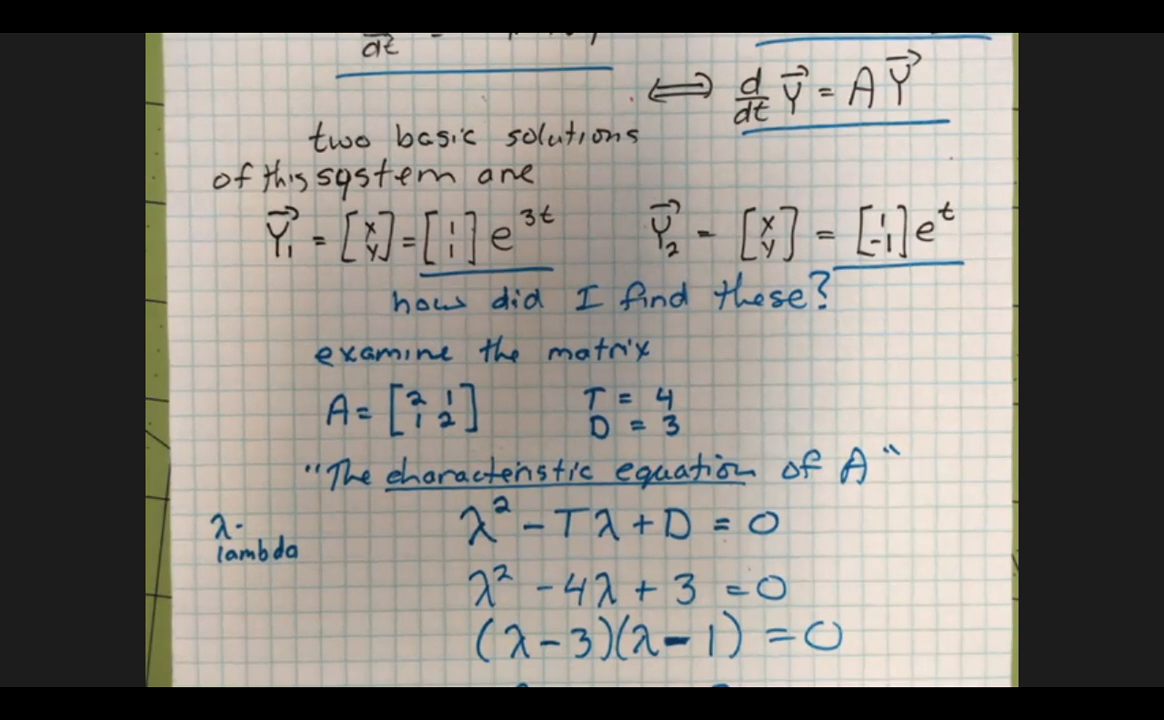 dt =
⟺ d/dt Y⃗ = A Y⃗
two basic solutions
of this system are
Y⃗₁ = [x y] = [1 1] e^3t   Y⃗₂ = [x y] = [1 -1] e^t
how did I find these?
examine the matrix
A = [2 1; 1 2]   T = 4
D = 3
"The characteristic equation of A"
λ²-Tλ+D = 0
λ-
lambda
λ² -4λ + 3 = 0
(λ-3)(λ-1) = 0